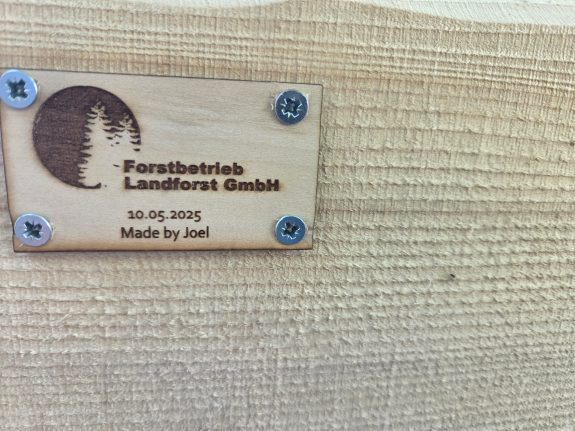 Forstbetrieb
Landforst GmbH
10.05.2025
Made by Joel